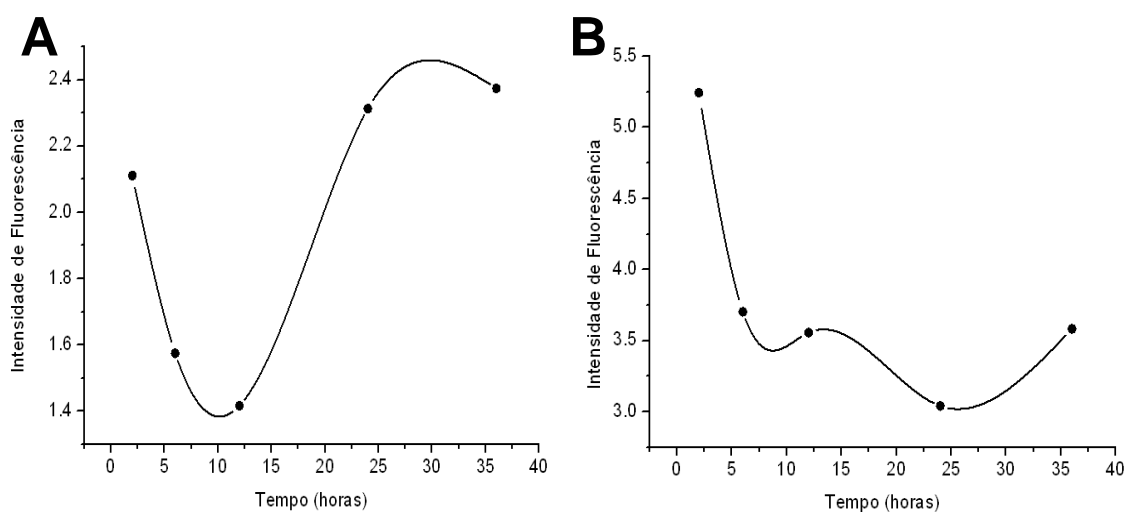 A
Intensidade de Fluorescência
2.4
2.2
2.0
1.8
1.6
1.4
0 5 10 15 20 25 30 35 40
Tempo (horas)
B
Intensidade de Fluorescência
5.5
5.0
4.5
4.0
3.5
3.0
0 5 10 15 20 25 30 35 40
Tempo (horas)